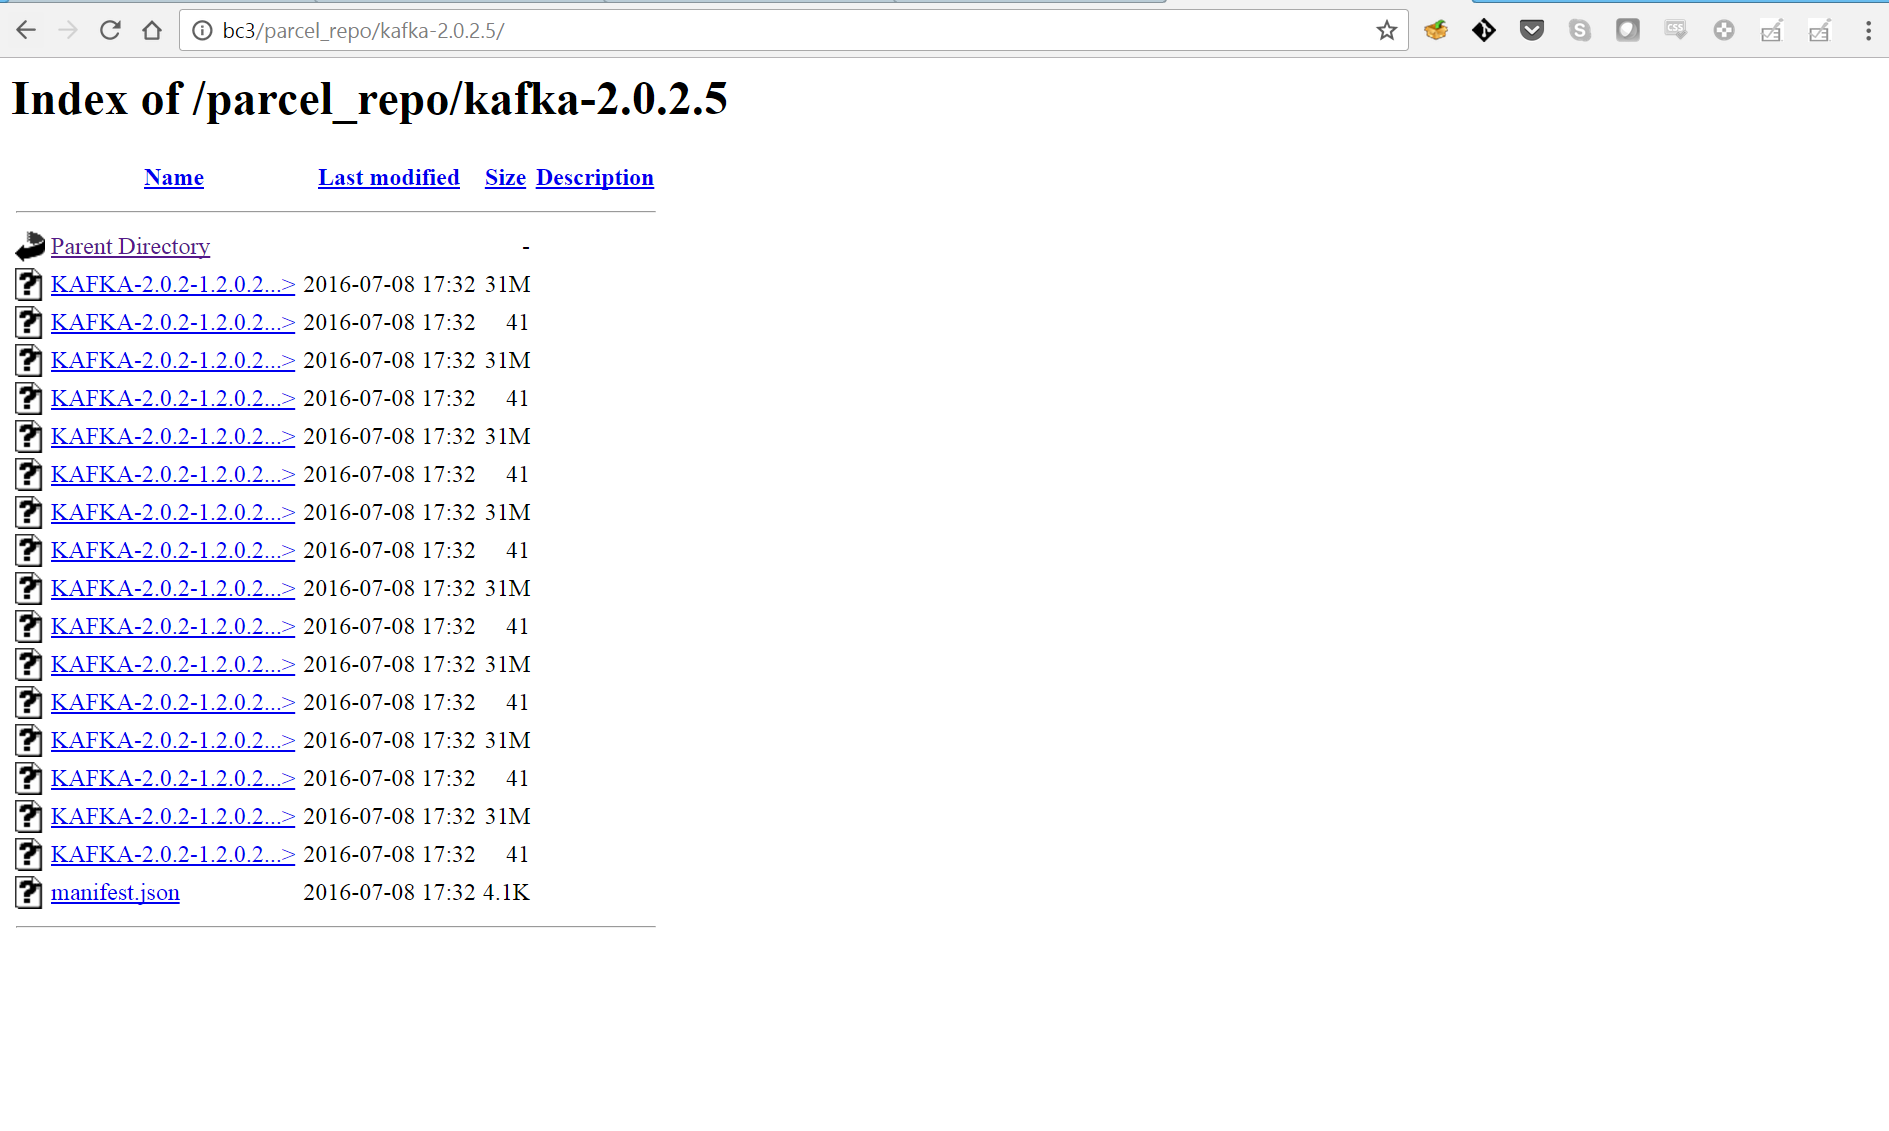 bc3/parcel_repo/kafka-2.0.2.5/
Index of /parcel_repo/kafka-2.0.2.5
Name Last modified Size Description
Parent Directory -
KAFKA-2.0.2-1.2.0.2...> 2016-07-08 17:32 31M
KAFKA-2.0.2-1.2.0.2...> 2016-07-08 17:32 41
KAFKA-2.0.2-1.2.0.2...> 2016-07-08 17:32 31M
KAFKA-2.0.2-1.2.0.2...> 2016-07-08 17:32 41
KAFKA-2.0.2-1.2.0.2...> 2016-07-08 17:32 31M
KAFKA-2.0.2-1.2.0.2...> 2016-07-08 17:32 41
KAFKA-2.0.2-1.2.0.2...> 2016-07-08 17:32 31M
KAFKA-2.0.2-1.2.0.2...> 2016-07-08 17:32 41
KAFKA-2.0.2-1.2.0.2...> 2016-07-08 17:32 31M
KAFKA-2.0.2-1.2.0.2...> 2016-07-08 17:32 41
KAFKA-2.0.2-1.2.0.2...> 2016-07-08 17:32 31M
KAFKA-2.0.2-1.2.0.2...> 2016-07-08 17:32 41
KAFKA-2.0.2-1.2.0.2...> 2016-07-08 17:32 31M
KAFKA-2.0.2-1.2.0.2...> 2016-07-08 17:32 41
KAFKA-2.0.2-1.2.0.2...> 2016-07-08 17:32 31M
KAFKA-2.0.2-1.2.0.2...> 2016-07-08 17:32 41
manifest.json 2016-07-08 17:32 4.1K